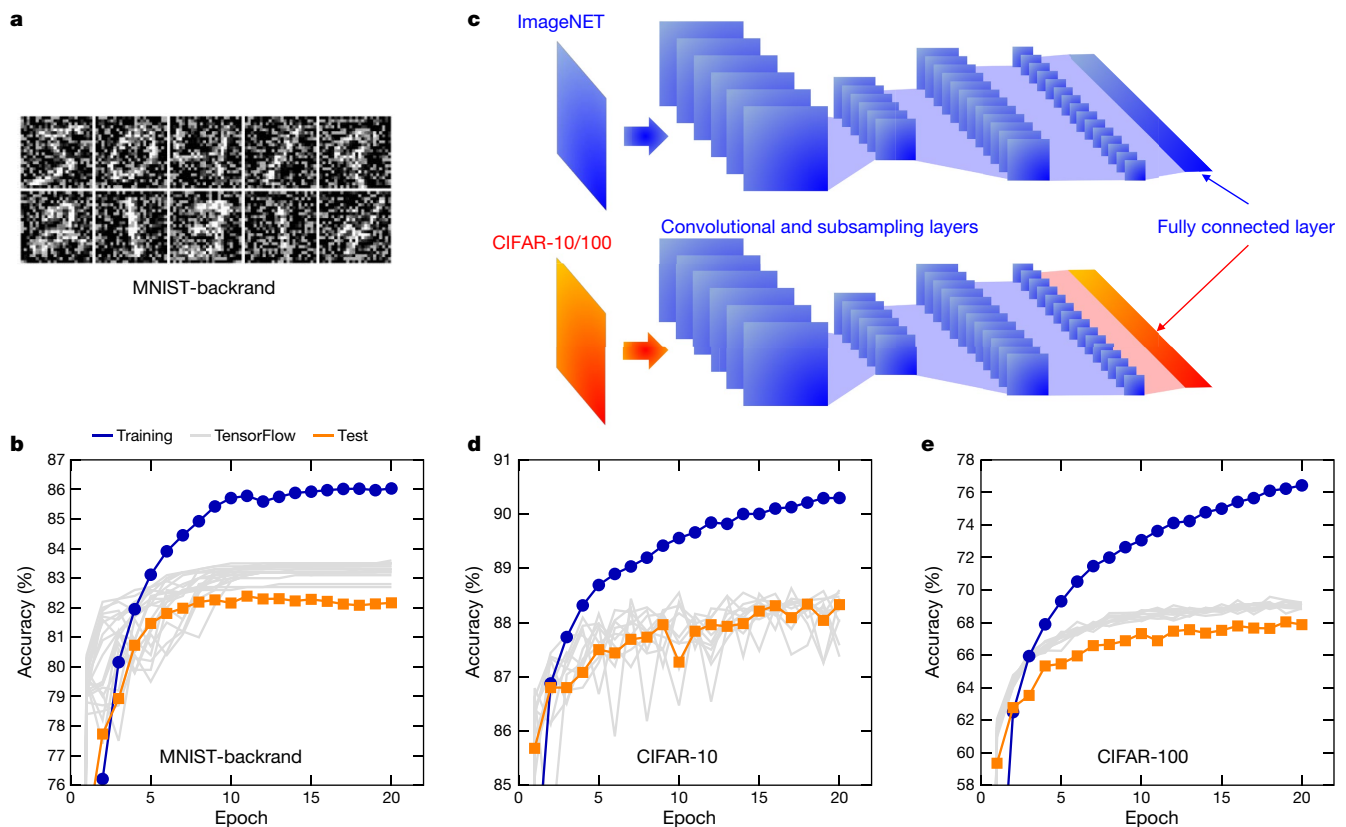 a
MNIST-backrand
c
ImageNET
Convolutional and subsampling layers
Fully connected layer
CIFAR-10/100
Training TensorFlow Test
b
87
86
85
84
83
82
81
80
79
78
77
76
0 5 10 15 20
Accuracy (%)
Epoch
MNIST-backrand
d
91
90
89
88
87
86
85
0 5 10 15 20
Accuracy (%)
Epoch
CIFAR-10
e
78
76
74
72
70
68
66
64
62
60
58
0 5 10 15 20
Accuracy (%)
Epoch
CIFAR-100